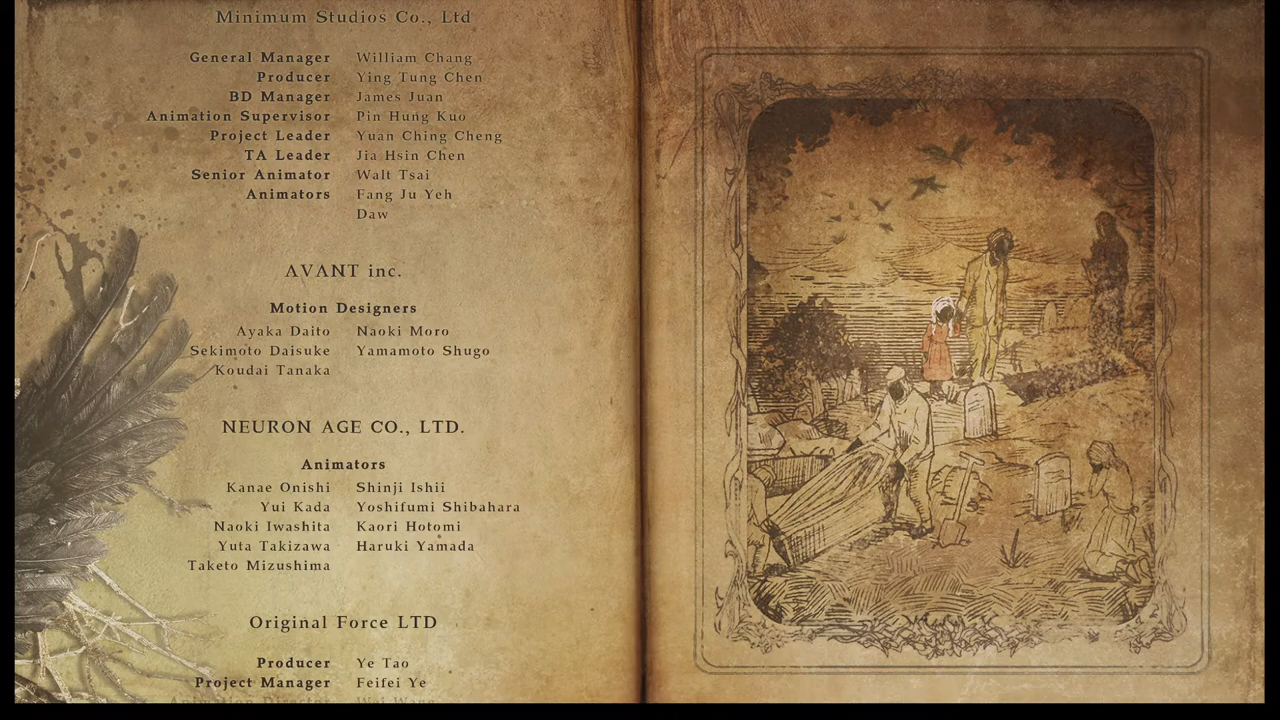 Minimum Studios Co., Ltd
General Manager William Chang
Producer Ying Tung Chen
BD Manager James Juan
Animation Supervisor Pin Hung Kuo
Project Leader Yuan Ching Cheng
TA Leader Jia Hsin Chen
Senior Animator Walt Tsai
Animators Fang Ju Yeh
Daw
AVANT inc.
Motion Designers
Ayaka Daito Naoki Moro
Sekimoto Daisuke Yamamoto Shugo
Koudai Tanaka
NEURON AGE CO., LTD.
Animators
Kanae Onishi Shinji Ishii
Yui Kada Yoshifumi Shibahara
Naoki Iwashita Kaori Hotomi
Yuta Takizawa Haruki Yamada
Taketo Mizushima
Original Force LTD
Producer Ye Tao
Project Manager Feifei Ye
Animation Director Wei Wang